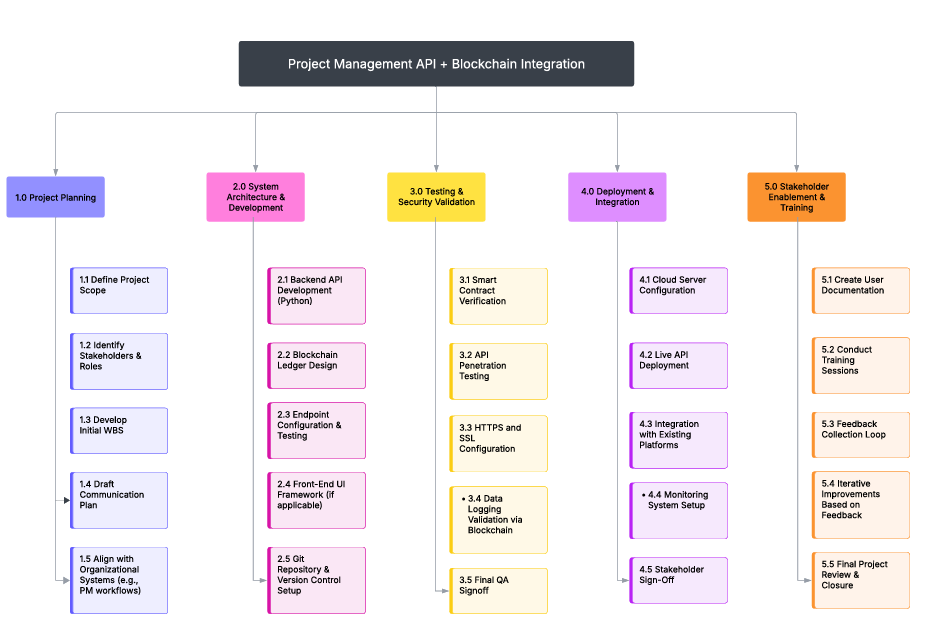 Project Management API + Blockchain Integration
1.0 Project Planning
2.0 System
Architecture &
Development
3.0 Testing &
Security Validation
4.0 Deployment &
Integration
5.0 Stakeholder
Enablement &
Training
1.1 Define Project
Scope
1.2 Identify
Stakeholders &
Roles
1.3 Develop
Initial WBS
1.4 Draft
Communication
Plan
1.5 Align with
Organizational
Systems (e.g.,
PM workflows)
2.1 Backend API
Development
(Python)
2.2 Blockchain
Ledger Design
2.3 Endpoint
Configuration &
Testing
2.4 Front-End UI
Framework (if
applicable)
2.5 Git
Repository &
Version Control
Setup
3.1 Smart
Contract
Verification
3.2 API
Penetration
Testing
3.3 HTTPS and
SSL
Configuration
• 3.4 Data
Logging
Validation via
Blockchain
3.5 Final QA
Signoff
4.1 Cloud Server
Configuration
4.2 Live API
Deployment
4.3 Integration
with Existing
Platforms
• 4.4 Monitoring
System Setup
4.5 Stakeholder
Sign-Off
5.1 Create User
Documentation
5.2 Conduct
Training
Sessions
5.3 Feedback
Collection Loop
5.4 Iterative
Improvements
Based on
Feedback
5.5 Final Project
Review &
Closure